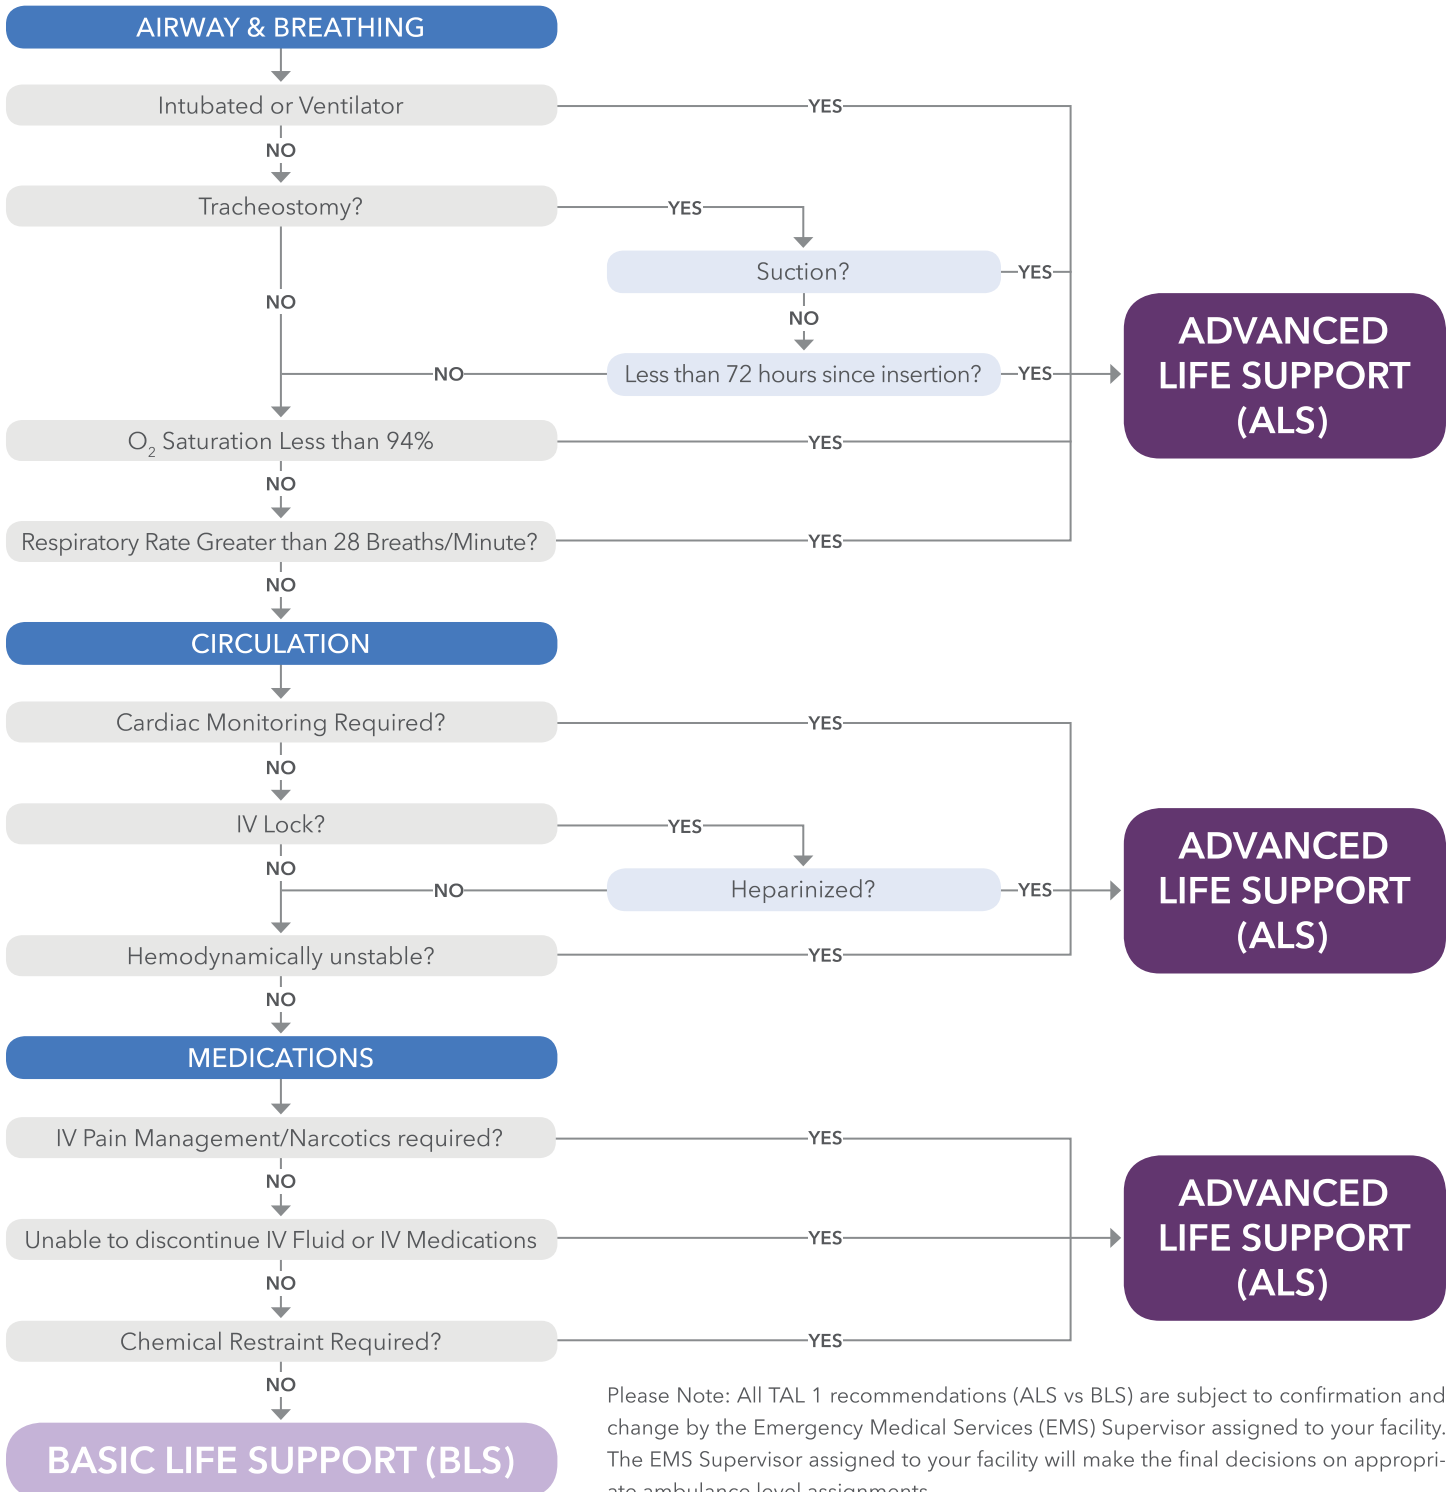 AIRWAY & BREATHING
Intubated or Ventilator
YES
NO
Tracheostomy?
YES
Suction?
YES
NO
NO
Less than 72 hours since insertion?
YES
NO
ADVANCED
LIFE SUPPORT
(ALS)
O2 Saturation Less than 94%
YES
NO
Respiratory Rate Greater than 28 Breaths/Minute?
YES
NO
CIRCULATION
Cardiac Monitoring Required?
YES
NO
IV Lock?
YES
NO
Heparinized?
YES
NO
ADVANCED
LIFE SUPPORT
(ALS)
Hemodynamically unstable?
YES
NO
MEDICATIONS
IV Pain Management/Narcotics required?
YES
NO
Unable to discontinue IV Fluid or IV Medications
YES
ADVANCED
LIFE SUPPORT
(ALS)
NO
Chemical Restraint Required?
YES
NO
BASIC LIFE SUPPORT (BLS)
Please Note: All TAL 1 recommendations (ALS vs BLS) are subject to confirmation and
change by the Emergency Medical Services (EMS) Supervisor assigned to your facility.
The EMS Supervisor assigned to your facility will make the final decisions on appropri-
ate ambulance level assignments.